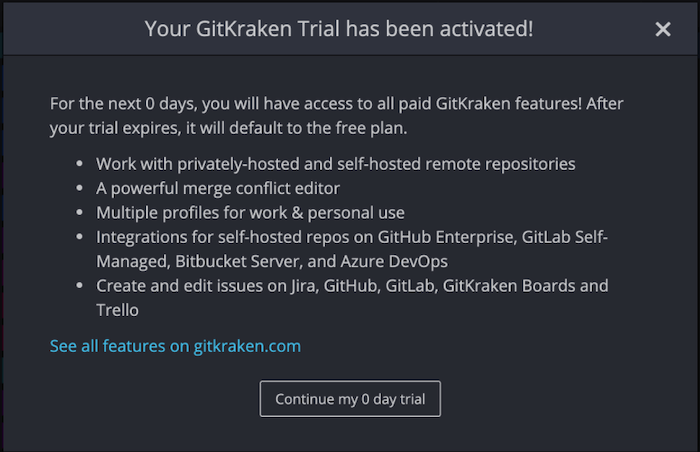 Your GitKraken Trial has been activated!
For the next 0 days, you will have access to all paid GitKraken features! After
your trial expires, it will default to the free plan.
• Work with privately-hosted and self-hosted remote repositories
• A powerful merge conflict editor
• Multiple profiles for work & personal use
• Integrations for self-hosted repos on GitHub Enterprise, GitLab Self-
Managed, Bitbucket Server, and Azure DevOps
• Create and edit issues on Jira, GitHub, GitLab, GitKraken Boards and
Trello
See all features on gitkraken.com
Continue my 0 day trial